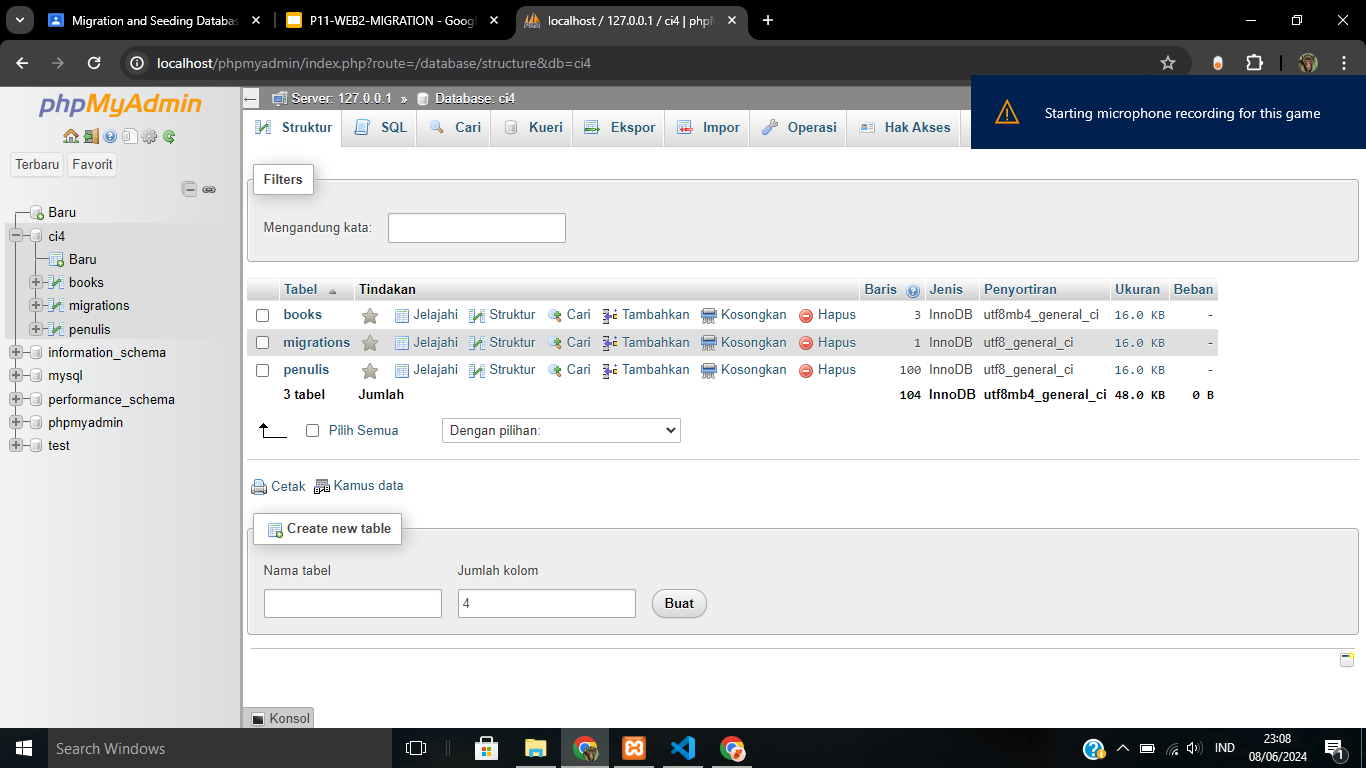 Migration and Seeding Databas
P11-WEB2-MIGRATION - Goog
localhost / 127.0.0.1 / ci4 | phpM
localhost/phpmyadmin/index.php?route=/database/structure&db=ci4
Starting microphone recording for this game
phpMyAdmin
Terbaru Favorit
Baru
ci4
Baru
books
migrations
penulis
information_schema
mysql
performance_schema
phpmyadmin
test
Server: 127.0.0.1 » Database: ci4
Struktur SQL Cari Kueri Ekspor Impor Operasi Hak Akses
Filters
Mengandung kata:
Tabel Tindakan Baris Jenis Penyortiran Ukuran Beban
books Jelajahi Struktur Cari Tambahkan Kosongkan Hapus 3 InnoDB utf8mb4_general_ci 16.0 KB -
migrations Jelajahi Struktur Cari Tambahkan Kosongkan Hapus 1 InnoDB utf8_general_ci 16.0 KB -
penulis Jelajahi Struktur Cari Tambahkan Kosongkan Hapus 100 InnoDB utf8_general_ci 16.0 KB -
3 tabel Jumlah 104 InnoDB utf8mb4_general_ci 48.0 KB 0 B
Pilih Semua Dengan pilihan:
Cetak Kamus data
Create new table
Nama tabel Jumlah kolom
4 Buat
Konsol
Search Windows
IND
23:08
08/06/2024
1